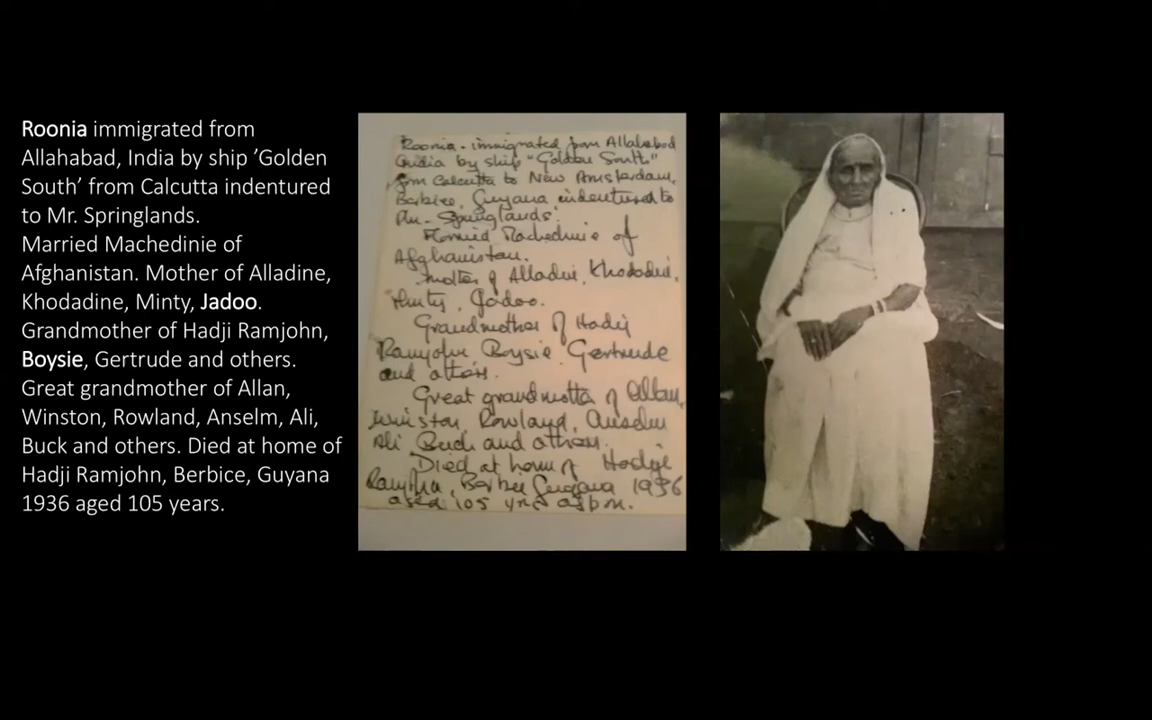 Roonia immigrated from
Allahabad, India by ship ’Golden
South’ from Calcutta indentured
to Mr. Springlands.
Married Machedinie of
Afghanistan. Mother of Alladine,
Khodadine, Minty, Jadoo.
Grandmother of Hadji Ramjohn,
Boysie, Gertrude and others.
Great grandmother of Allan,
Winston, Rowland, Anselm, Ali,
Buck and others. Died at home of
Hadji Ramjohn, Berbice, Guyana
1936 aged 105 years.
Roonia - immigrated from Allahabad
India by ship "Golden South"
from Calcutta to New Amsterdam,
Berbice, Guyana indentured to
Mr. Springlands.
Married Machedinie of
Afghanistan.
Mother of Alladin, Khodadin,
Minty, Jadoo.
Grandmother of Hadji
Ramjohn Boysie Gertrude
and others.
Great grandmother of Allan,
Winston, Rowland, Anselm
Ali Buck and others.
Died at home of Hadji
Ramjohn, Berbice Guyana 1936
aged 105 yrs